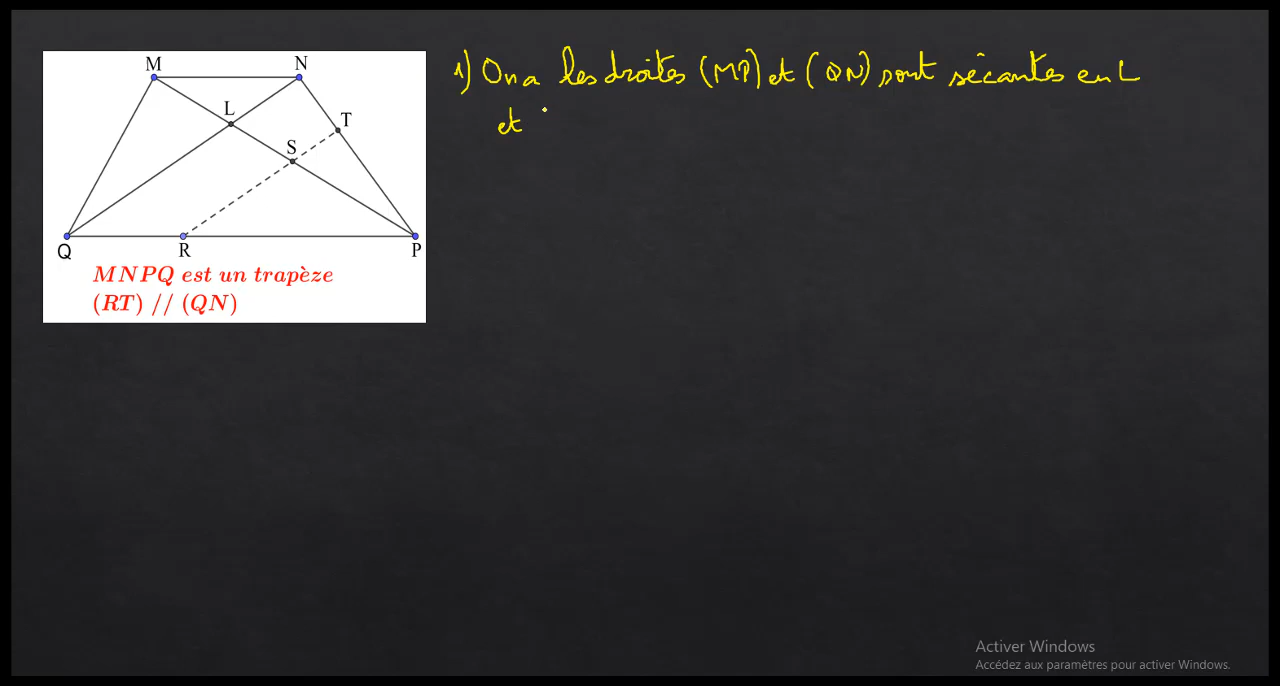 M N
L T
S
Q R P
MNPQ est un trapèze
(RT) // (QN)
1) On a les droites (MP) et (QN) sont sécantes en L
et
Activer Windows
Accédez aux paramètres pour activer Windows.